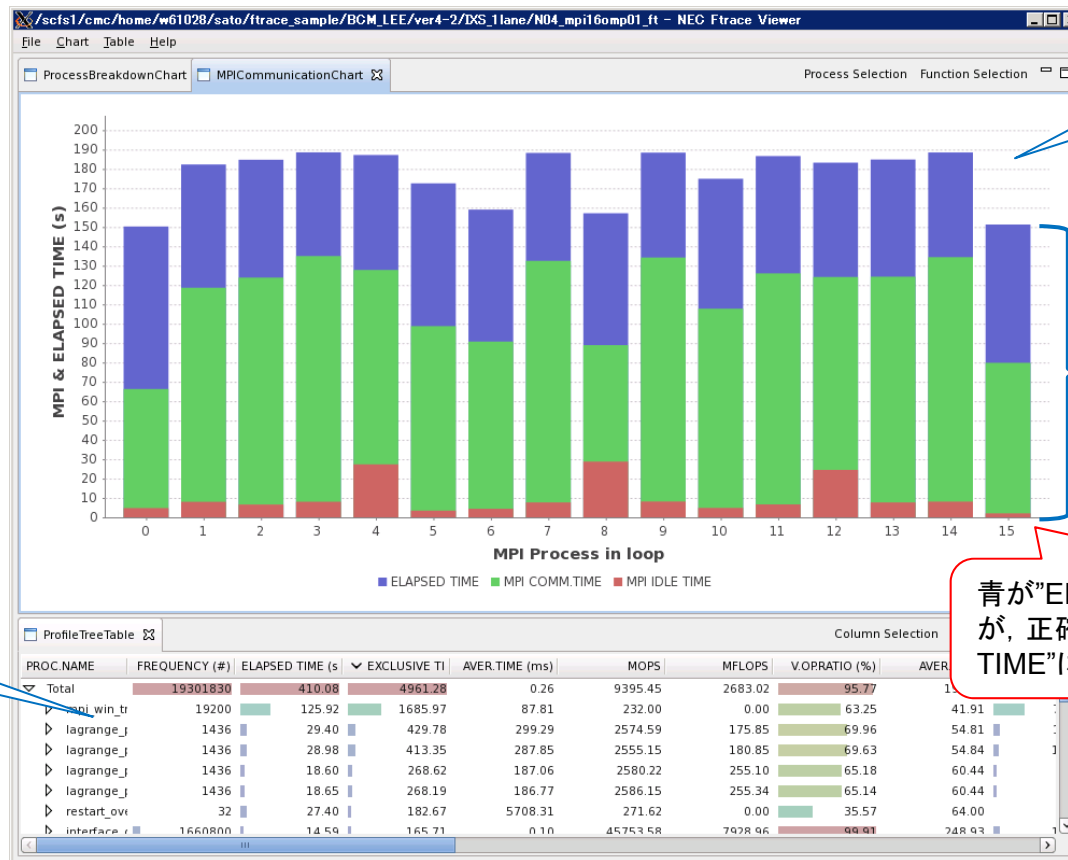 /scfs1/cmc/home/w61028/sato/ftrace_sample/BCM_LEE/ver4-2/IXS_1lane/N04_mpi16omp01_ft - NEC Ftrace Viewer
File Chart Table Help
ProcessBreakdownChart MPICommunicationChart Process Selection Function Selection
MPI & ELAPSED TIME (s)
200
190
180
170
160
150
140
130
120
110
100
90
80
70
60
50
40
30
20
10
0
0 1 2 3 4 5 6 7 8 9 10 11 12 13 14 15
MPI Process in loop
ELAPSED TIME MPI COMM.TIME MPI IDLE TIME
青が"El
が, 正確
TIME"に
ProfileTreeTable Column Selection
PROC.NAME FREQUENCY (#) ELAPSED TIME (s EXCLUSIVE TI AVER.TIME (ms) MOPS MFLOPS V.OP.RATIO (%) AVER
Total 19301830 410.08 4961.28 0.26 9395.45 2683.02 95.77
mpi_win_tr 19200 125.92 1685.97 87.81 232.00 0.00 63.25 41.91
lagrange_p 1436 29.40 429.78 299.29 2574.59 175.85 69.96 54.81
lagrange_p 1436 28.98 413.35 287.85 2555.15 180.85 69.63 54.84
lagrange_p 1436 18.60 268.62 187.06 2580.22 255.10 65.18 60.44
lagrange_p 1436 18.65 268.19 186.77 2586.15 255.34 65.14 60.44
restart_ove 32 27.40 182.67 5708.31 271.62 0.00 35.57 64.00
interface_ 1660800 14.59 165.71 0.10 45753.58 7928.96 99.91 248.93